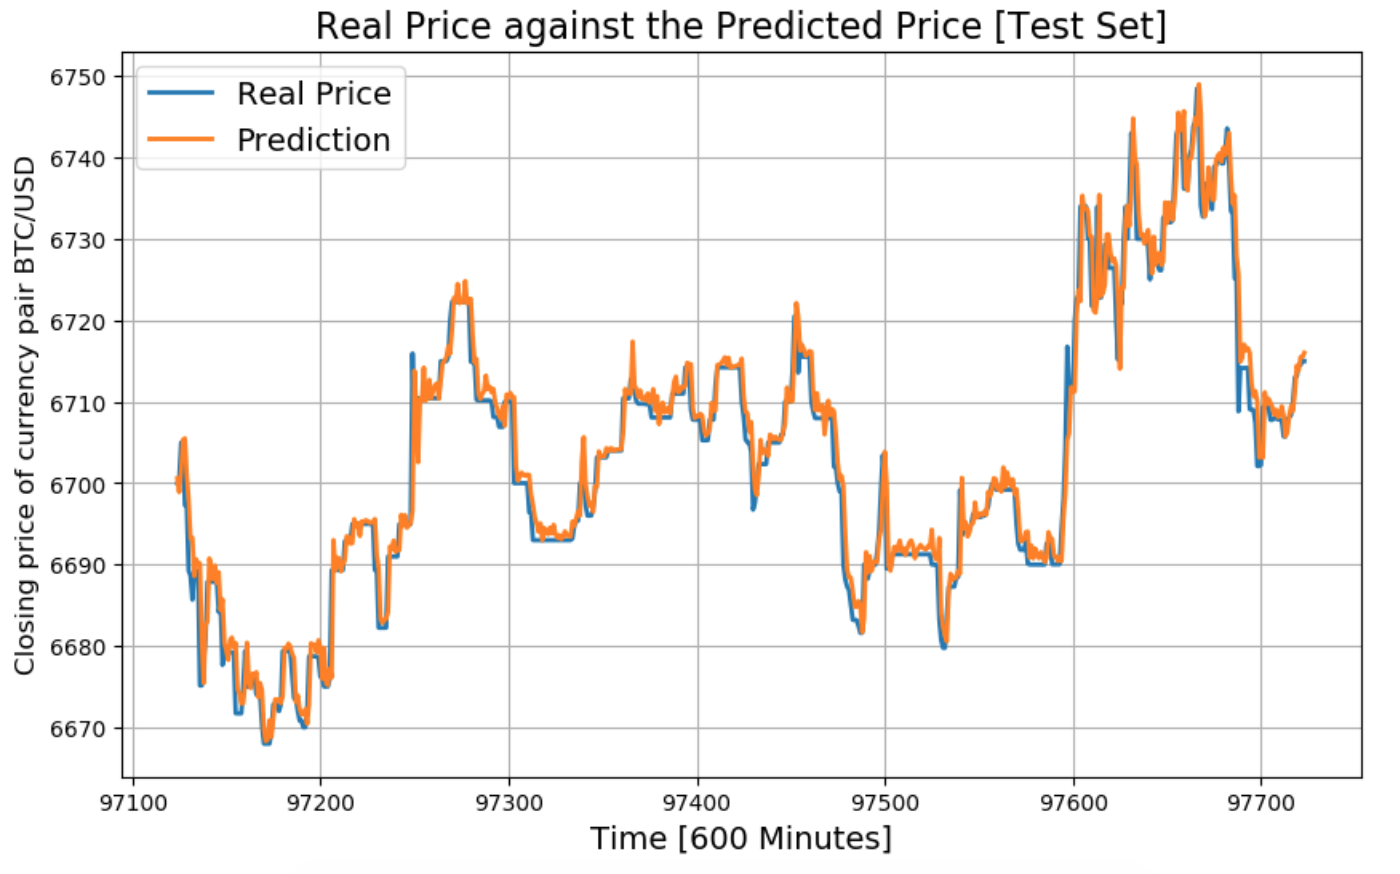 Real Price against the Predicted Price [Test Set]
Real Price
Prediction
Closing price of currency pair BTC/USD
6750
6740
6730
6720
6710
6700
6690
6680
6670
97100 97200 97300 97400 97500 97600 97700
Time [600 Minutes]